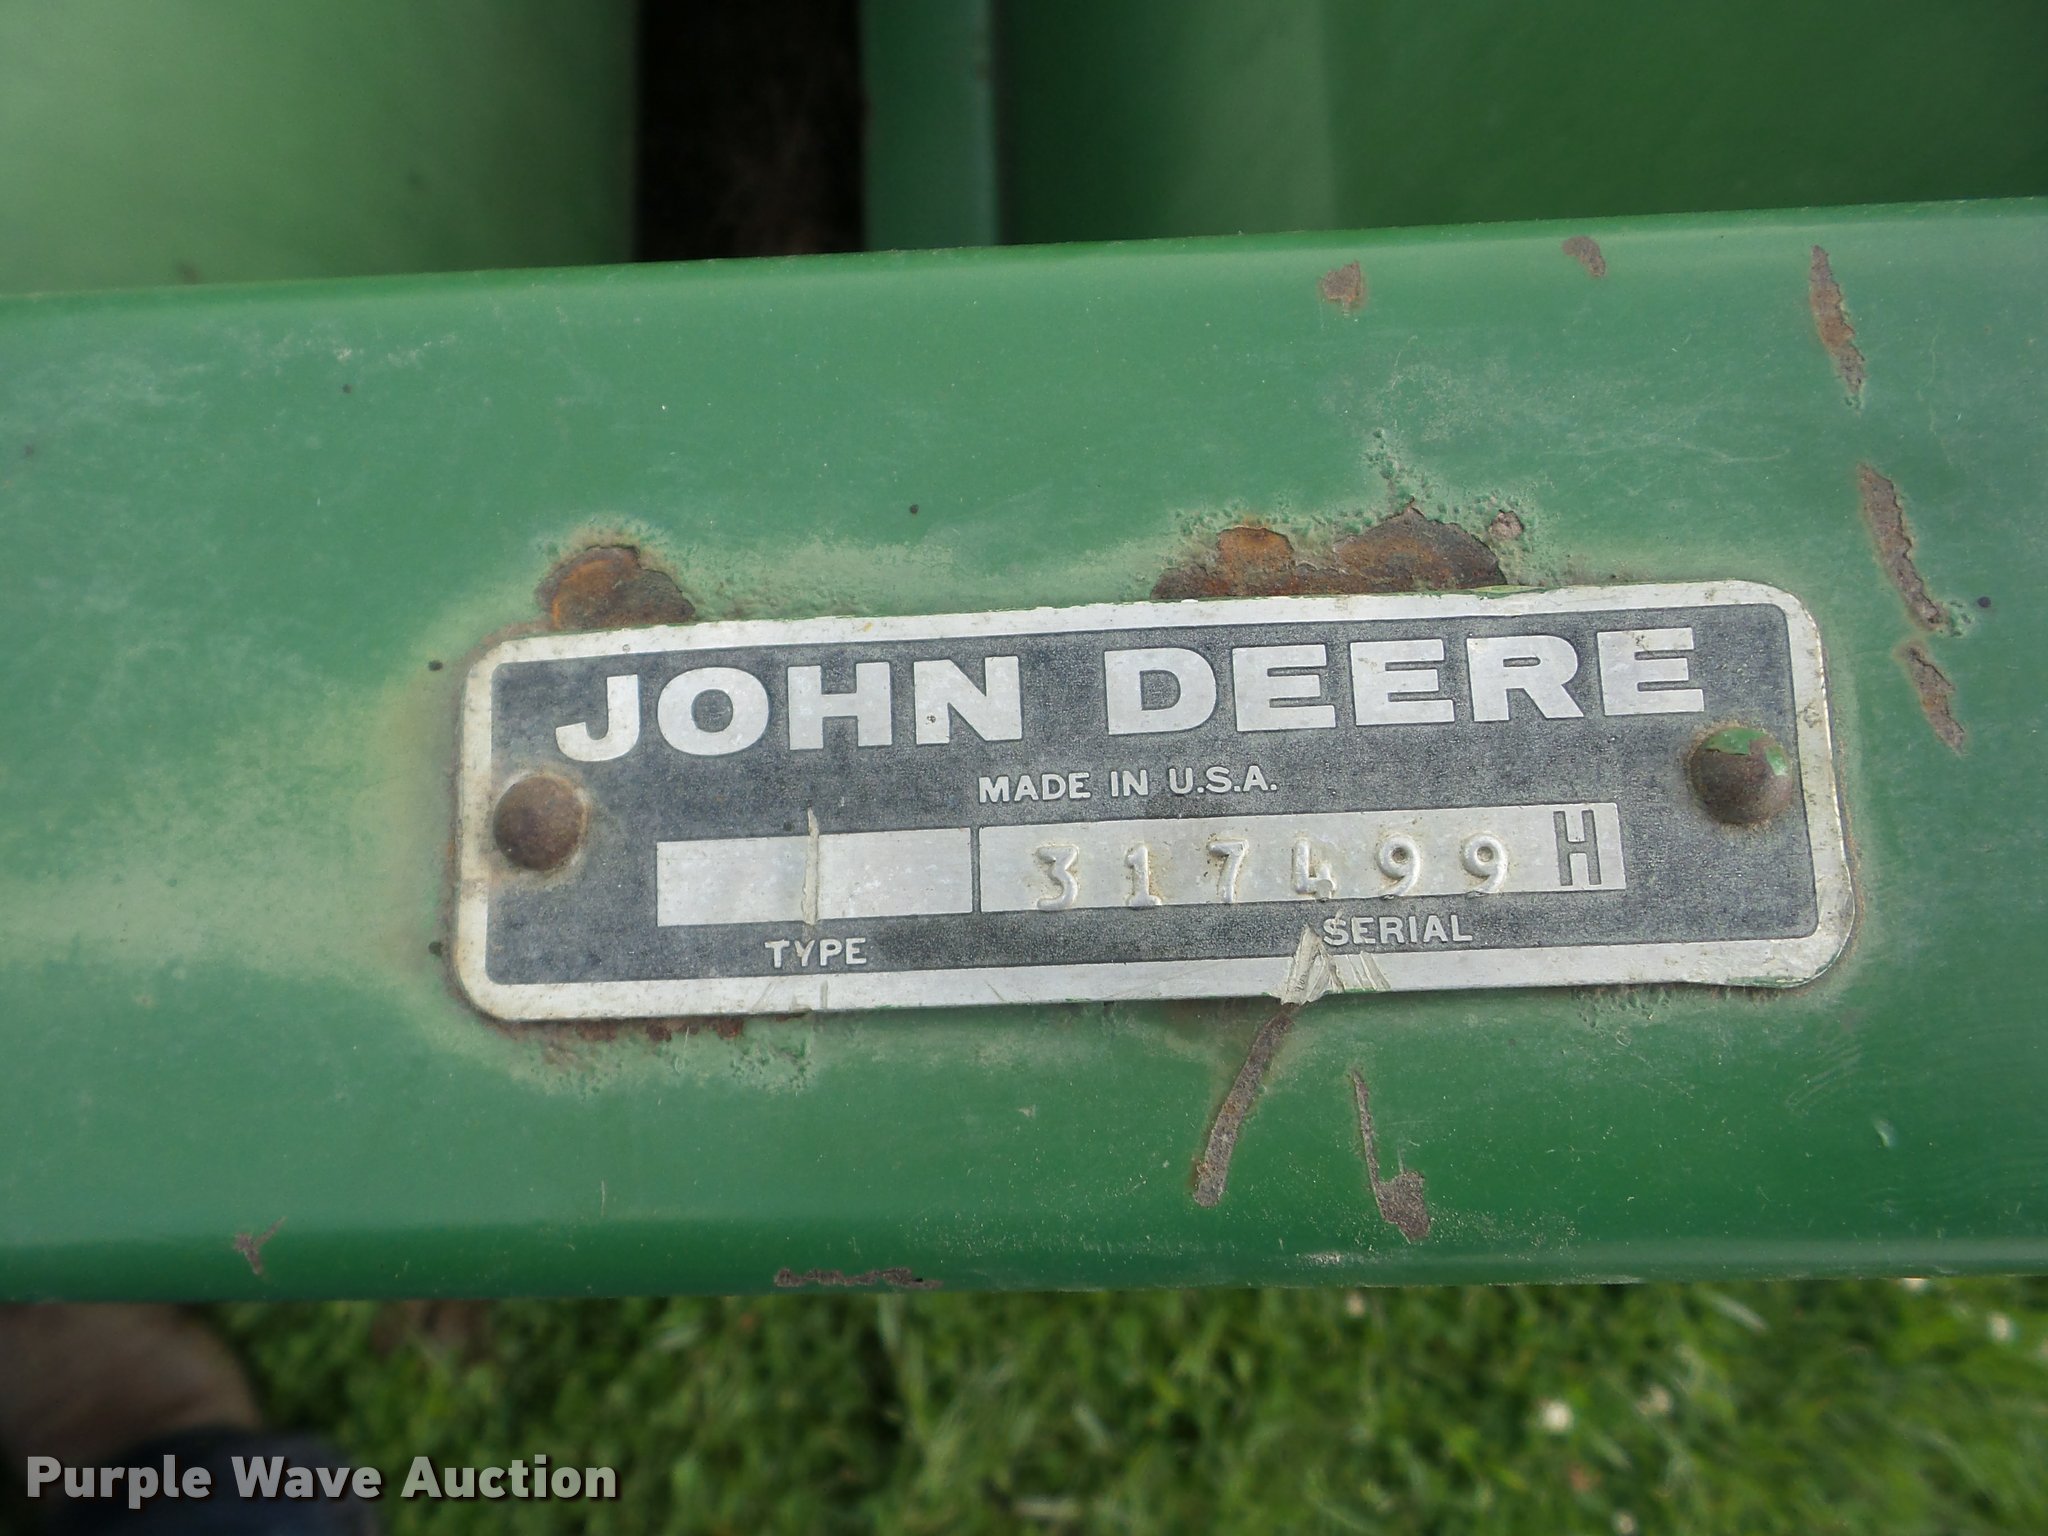 JOHN DEERE
MADE IN U.S.A.
317499 H
TYPE SERIAL
Purple Wave Auction